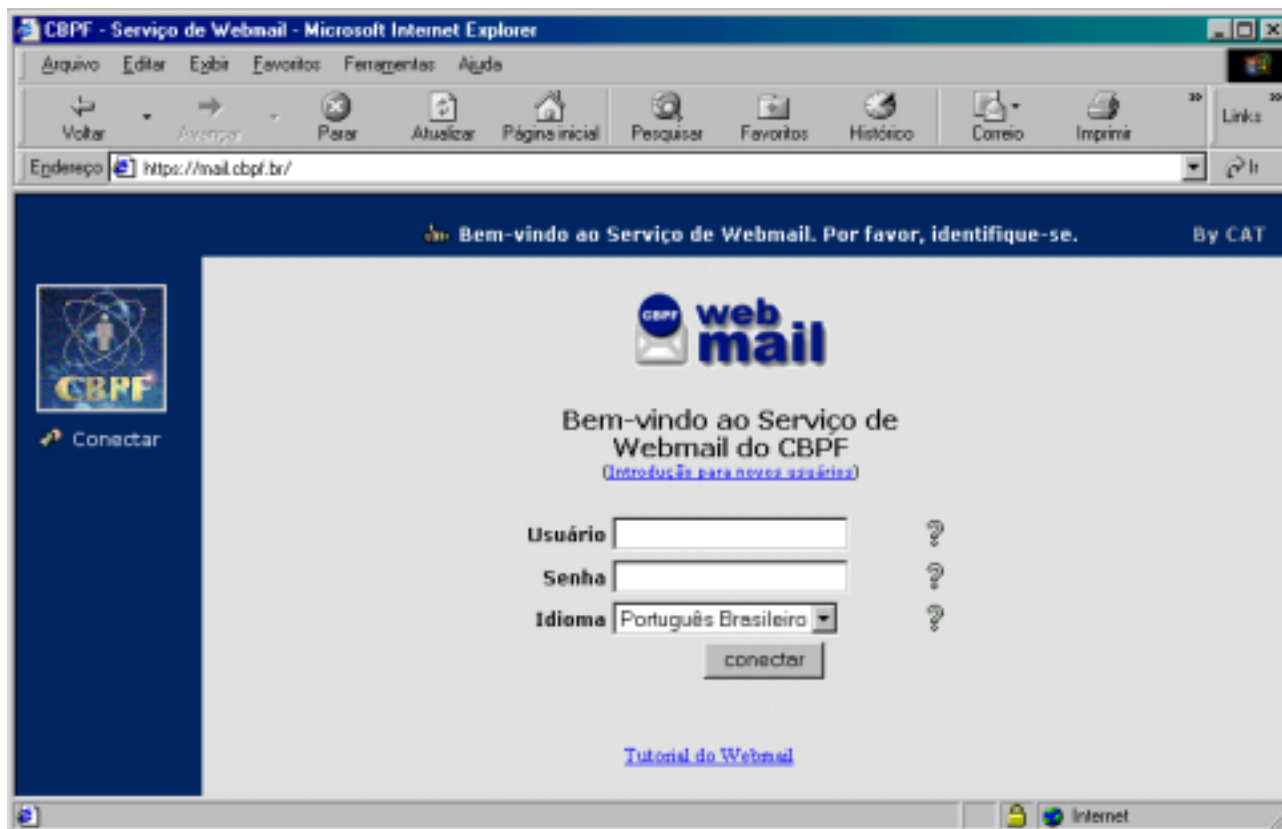 CBPF - Serviço de Webmail - Microsoft Internet Explorer
Arquivo Editar Exibir Favoritos Ferramentas Ajuda
Voltar Avançar Parar Atualizar Página inicial Pesquisar Favoritos Histórico Correio Imprimir » Links »
Endereço https://mail.cbpf.br/ Ir
Bem-vindo ao Serviço de Webmail. Por favor, identifique-se. By CAT
CBPF
Conectar
CBPF web
mail
Bem-vindo ao Serviço de
Webmail do CBPF
(Introdução para novos usuários)
Usuário ?
Senha ?
Idioma Português Brasileiro ?
conectar
Tutorial do Webmail
Internet